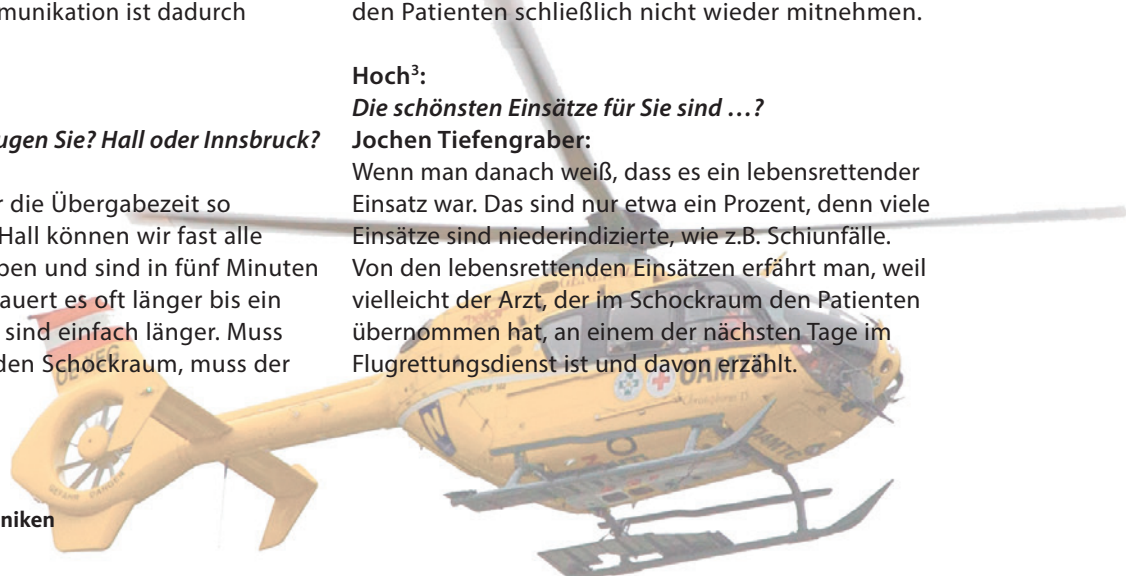 munikation ist dadurch
ugen Sie? Hall oder Innsbruck?
r die Übergabezeit so
Hall können wir fast alle
ben und sind in fünf Minuten
auert es oft länger bis ein
sind einfach länger. Muss
den Schockraum, muss der
niken
den Patienten schließlich nicht wieder mitnehmen.
Hoch³:
Die schönsten Einsätze für Sie sind …?
Jochen Tiefengraber:
Wenn man danach weiß, dass es ein lebensrettender
Einsatz war. Das sind nur etwa ein Prozent, denn viele
Einsätze sind niederindizierte, wie z.B. Schiunfälle.
Von den lebensrettenden Einsätzen erfährt man, weil
vielleicht der Arzt, der im Schockraum den Patienten
übernommen hat, an einem der nächsten Tage im
Flugrettungsdienst ist und davon erzählt.
ÖAMTC
GEFAHR DANGER